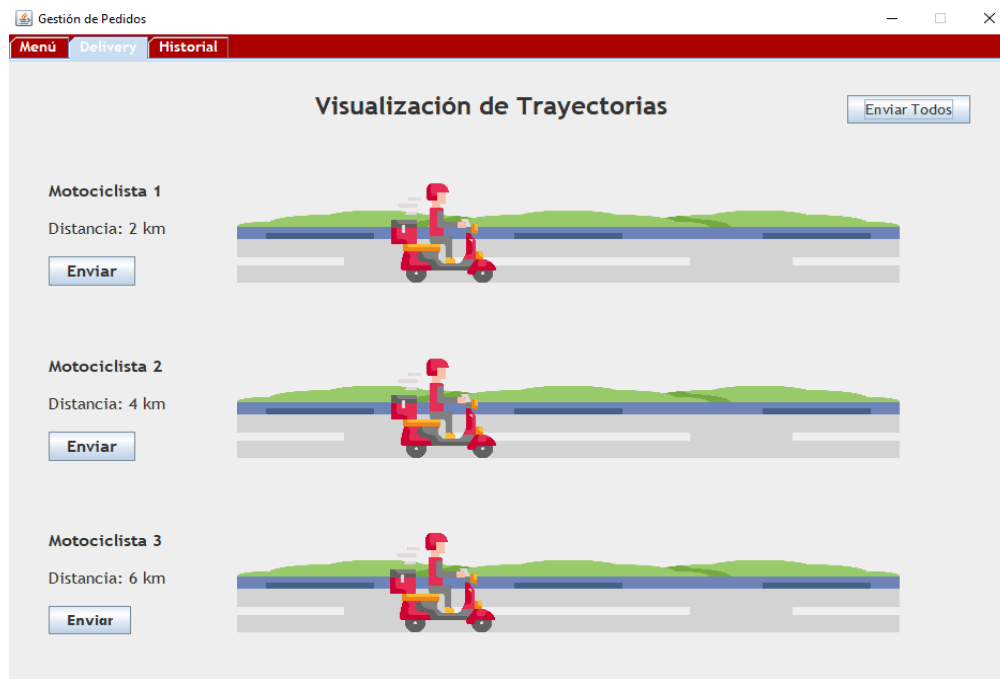 Gestión de Pedidos
Menú Delivery Historial
Visualización de Trayectorias
Enviar Todos
Motociclista 1
Distancia: 2 km
Enviar
Motociclista 2
Distancia: 4 km
Enviar
Motociclista 3
Distancia: 6 km
Enviar